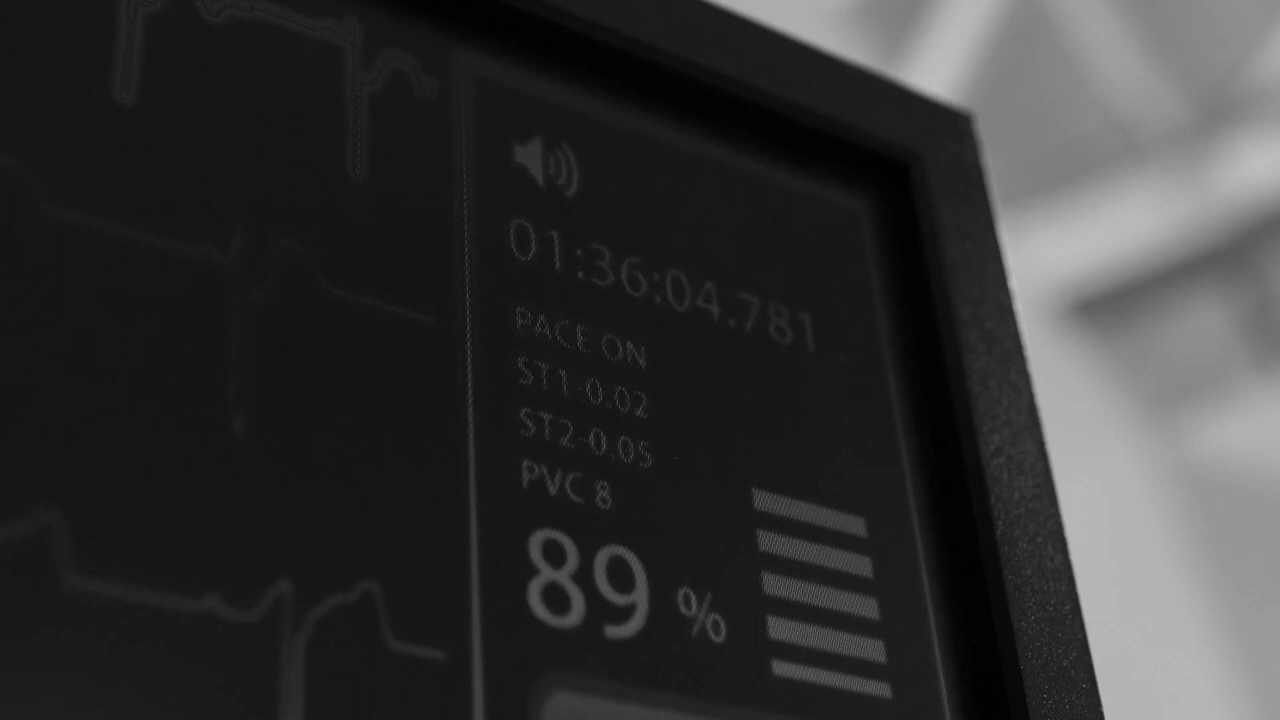 01:36:04.781
PACE ON
ST1-0.02
ST2-0.05
PVC 8
89 %